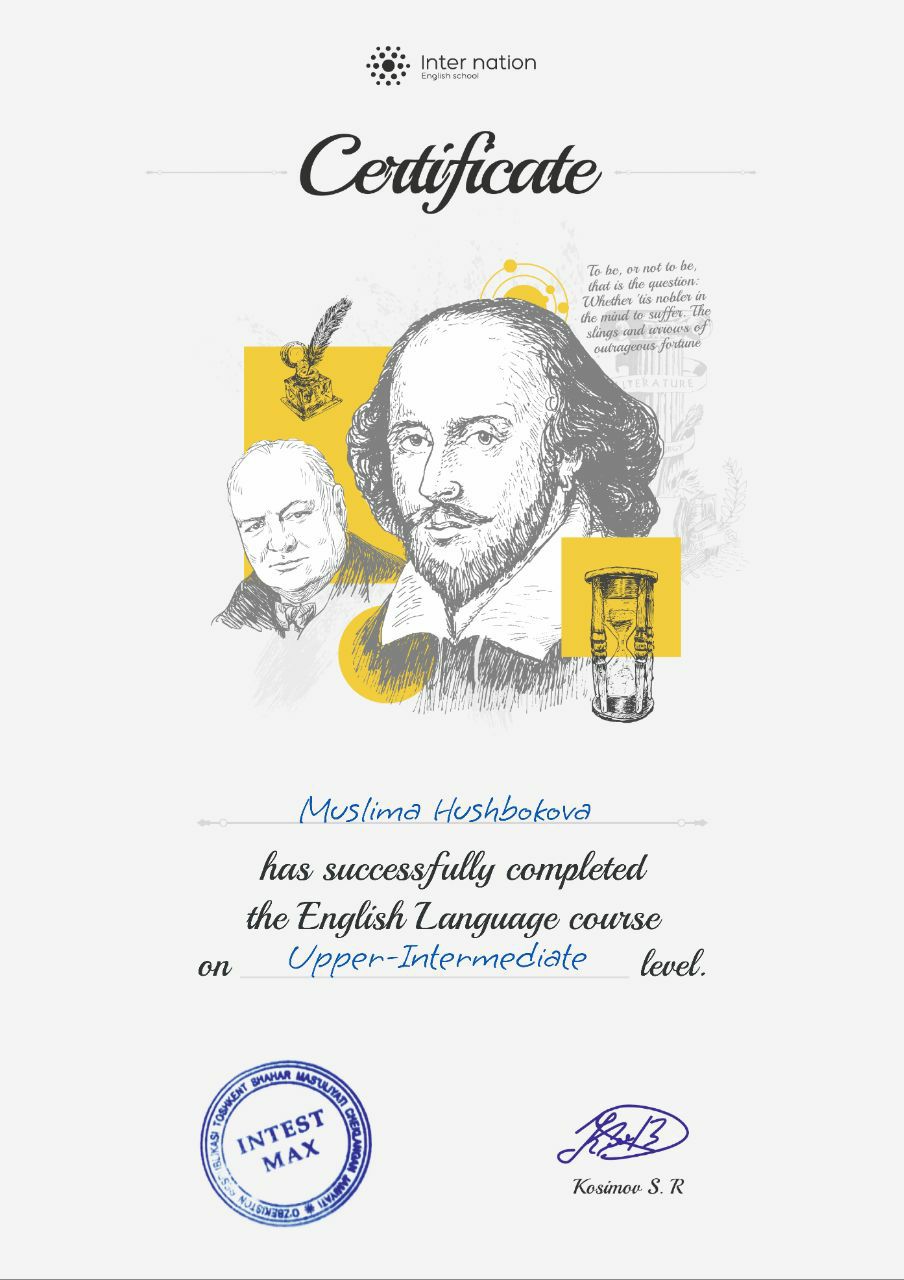 Inter nation
English school
Certificate
To be, or not to be,
that is the question:
Whether 'tis nobler in
the mind to suffer. The
slings and arrows of
outrageous fortune
LITERATURE
Muslima Hushbokova
has successfully completed
the English Language course
on Upper-Intermediate level.
O'ZBEKISTON RESPUBLIKASI TOSHKENT SHAHAR MAS'ULIYATI CHEKLANGAN JAMIYATI
INTEST
MAX
Kosimov S. R